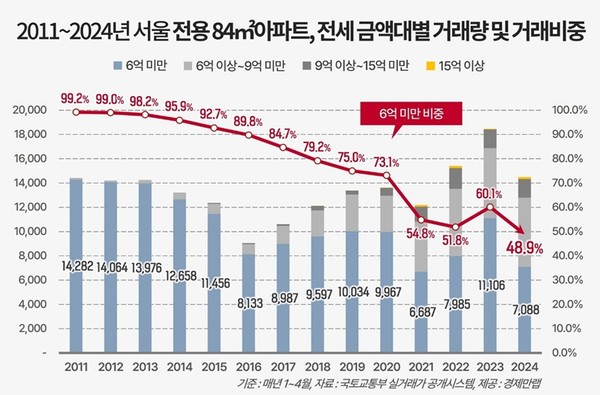 2011~2024년 서울 전용 84㎡아파트, 전세 금액대별 거래량 및 거래비중
6억 미만 6억 이상~9억 미만 9억 이상~15억 미만 15억 이상
6억 미만 비중
99.2% 99.0% 98.2% 95.9% 92.7% 89.8% 84.7% 79.2% 75.0% 73.1% 54.8% 51.8% 60.1% 48.9%
20,000 100.0%
18,000 90.0%
16,000 80.0%
14,000 70.0%
12,000 60.0%
10,000 50.0%
8,000 40.0%
6,000 30.0%
4,000 20.0%
2,000 10.0%
- 0.0%
14,282 14,064 13,976 12,658 11,456 8,133 8,987 9,597 10,034 9,967 6,687 7,985 11,106 7,088
2011 2012 2013 2014 2015 2016 2017 2018 2019 2020 2021 2022 2023 2024
기준 : 매년 1~4월, 자료 : 국토교통부 실거래가 공개시스템, 제공 : 경제만랩